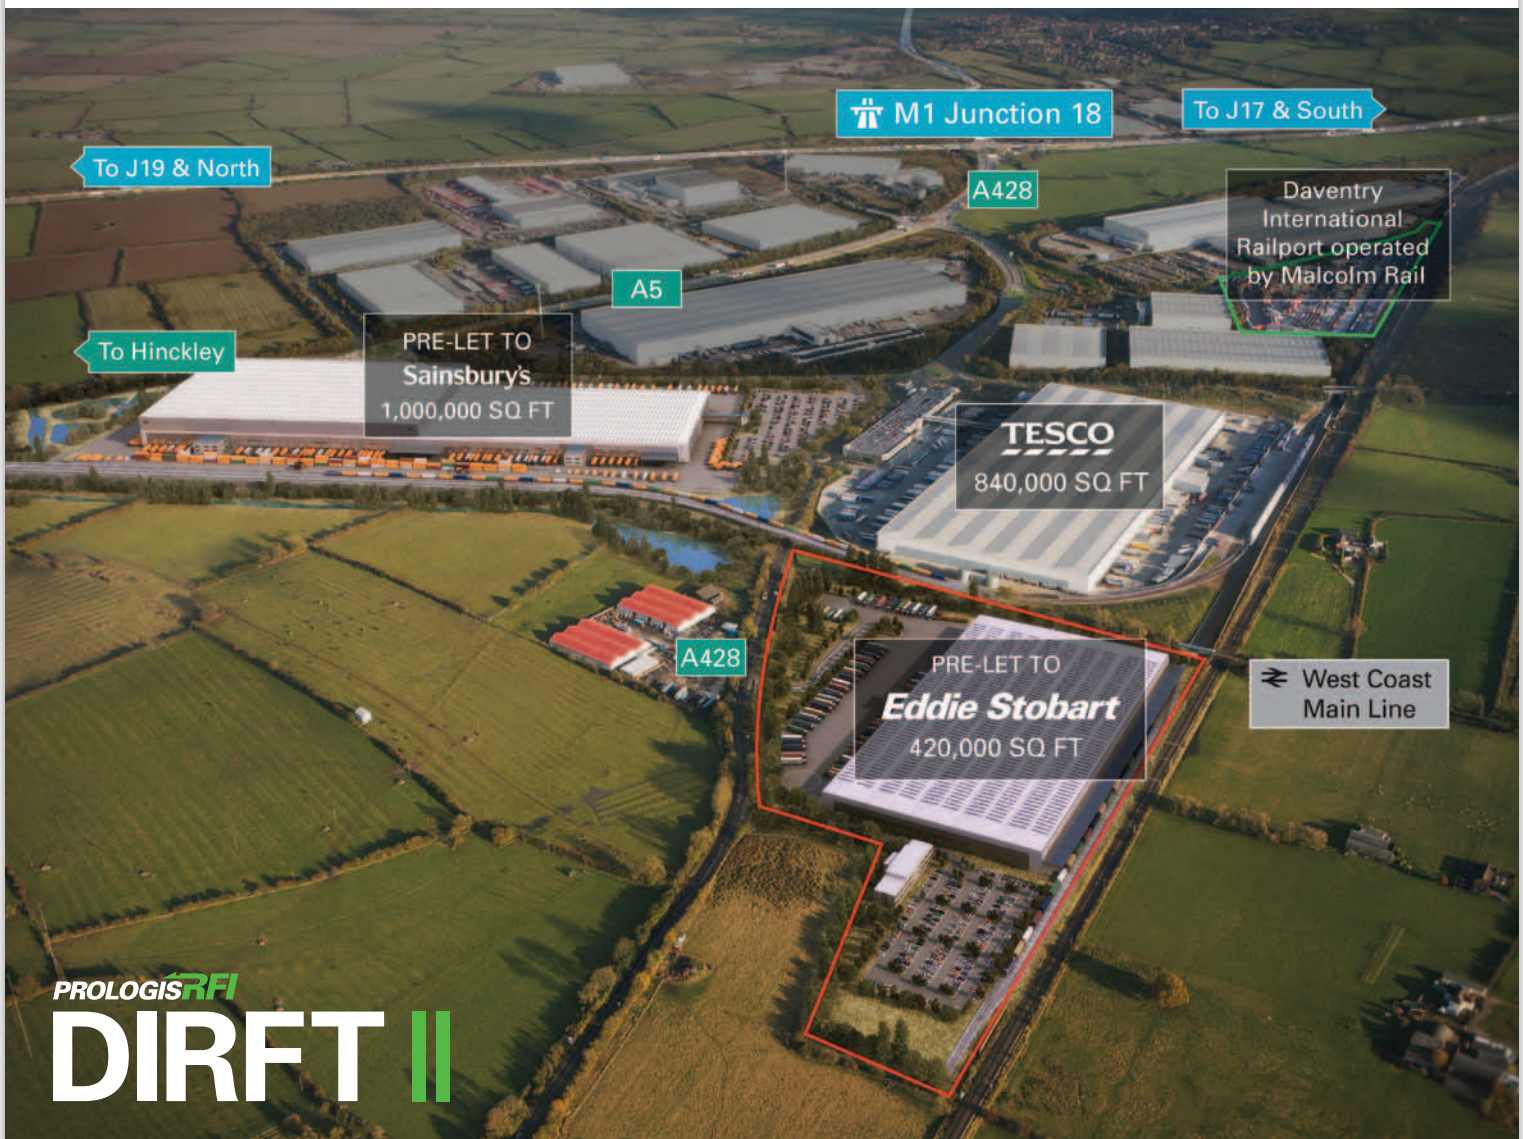 M1 Junction 18
To J17 & South
To J19 & North
A428
Daventry
International
Railport operated
by Malcolm Rail
A5
To Hinckley
PRE-LET TO
Sainsbury's
1,000,000 SQ FT
TESCO
840,000 SQ FT
A428
PRE-LET TO
Eddie Stobart
420,000 SQ FT
West Coast
Main Line
PROLOGIS RFI
DIRFT II